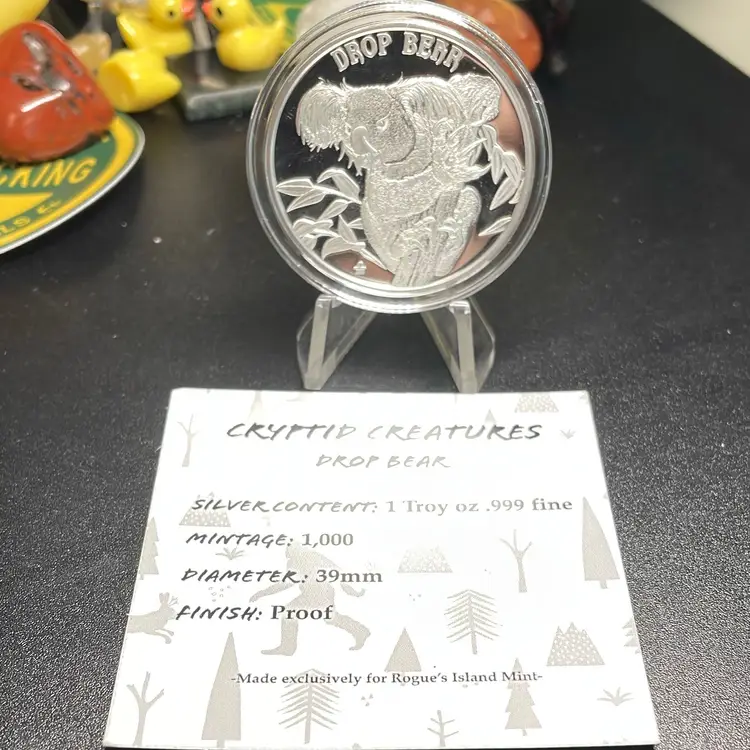 DROP BEAR
KING
CRYPTID CREATURES
DROP BEAR
SILVER CONTENT: 1 Troy oz .999 fine
MINTAGE: 1,000
DIAMETER: 39mm
FINISH: Proof
-Made exclusively for Rogue's Island Mint-